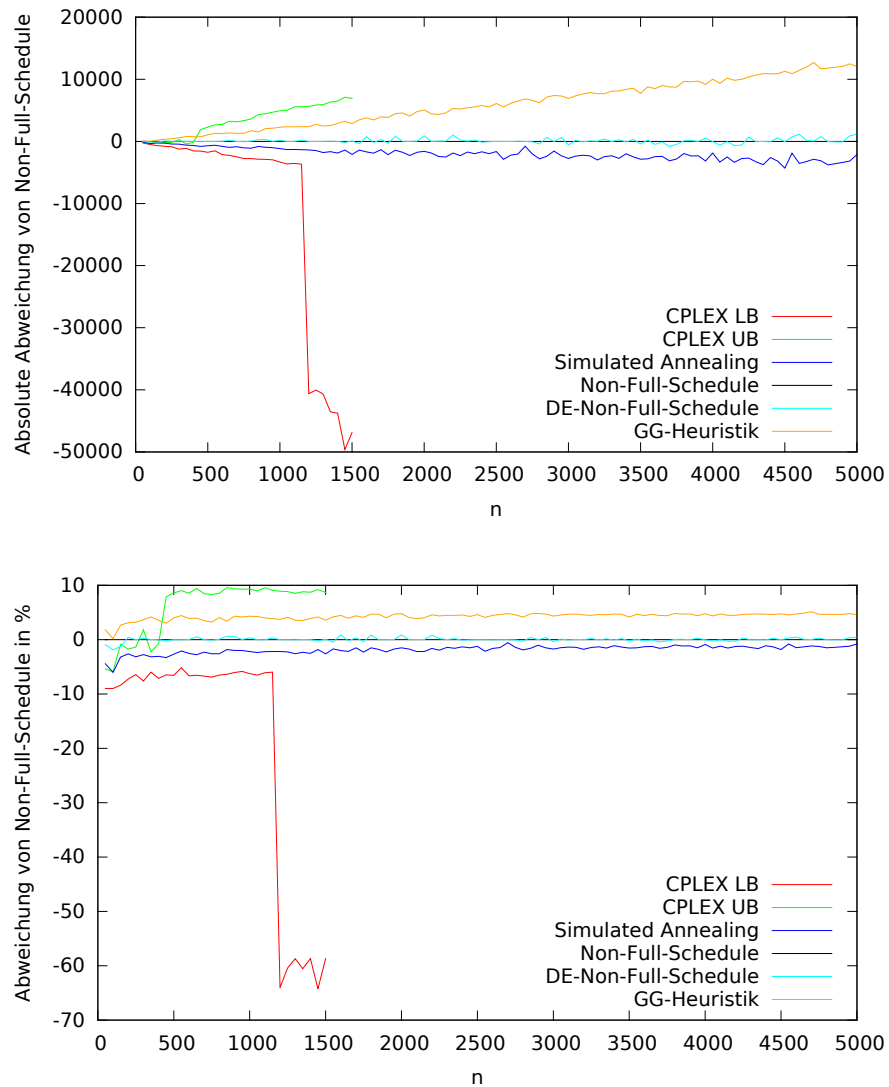 Absolute Abweichung von Non-Full-Schedule
20000
10000
0
-10000
-20000
-30000
-40000
-50000
CPLEX LB
CPLEX UB
Simulated Annealing
Non-Full-Schedule
DE-Non-Full-Schedule
GG-Heuristik
0 500 1000 1500 2000 2500 3000 3500 4000 4500 5000
n
Abweichung von Non-Full-Schedule in %
10
0
-10
-20
-30
-40
-50
-60
-70
CPLEX LB
CPLEX UB
Simulated Annealing
Non-Full-Schedule
DE-Non-Full-Schedule
GG-Heuristik
0 500 1000 1500 2000 2500 3000 3500 4000 4500 5000
n